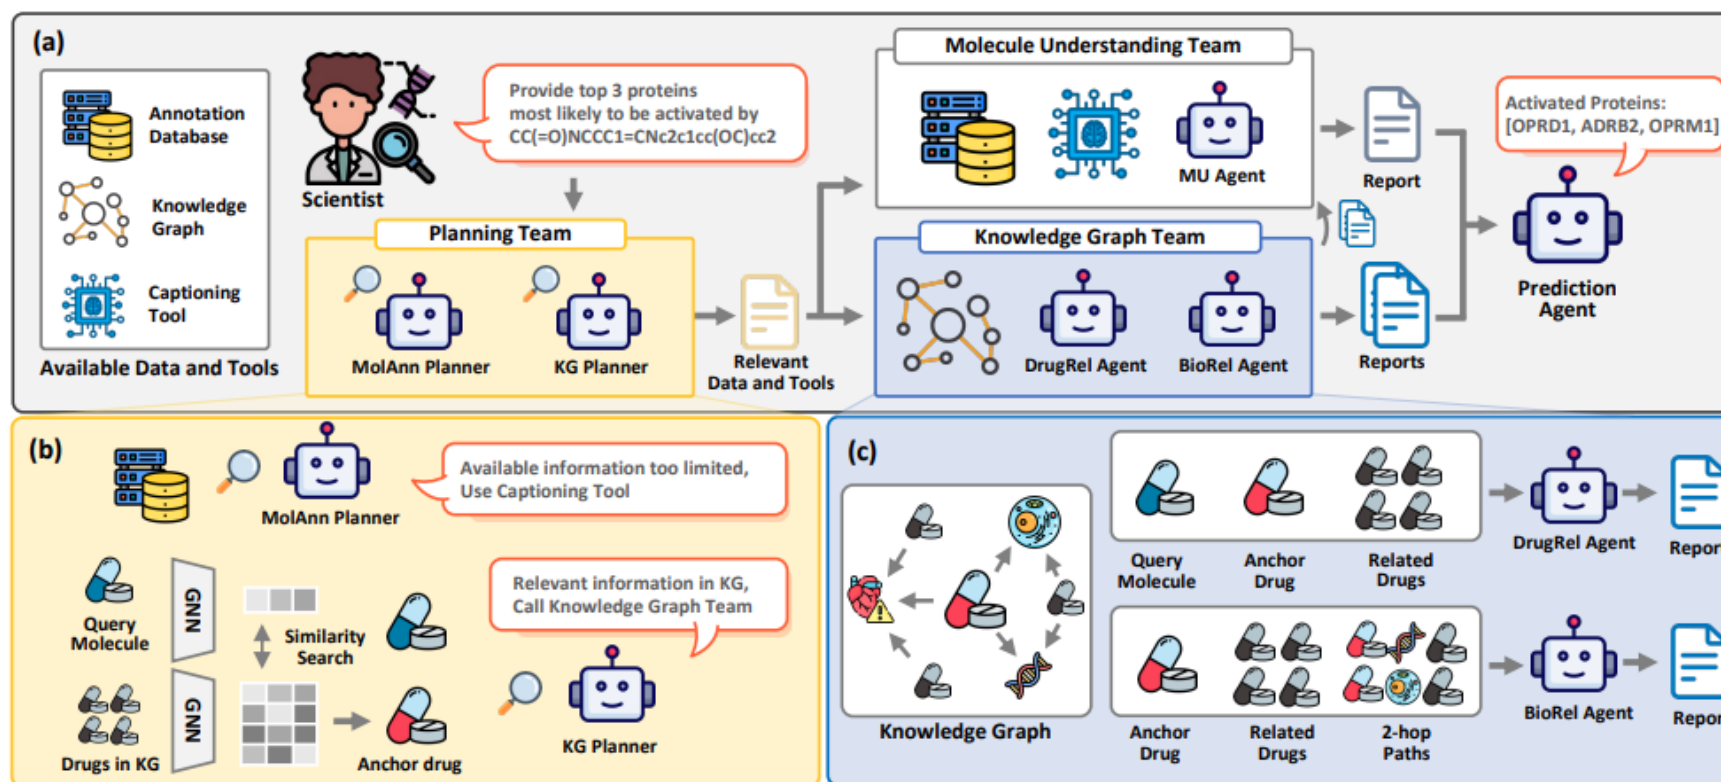 (a)
Annotation
Database
Knowledge
Graph
Captioning
Tool
Available Data and Tools
Scientist
Provide top 3 proteins
most likely to be activated by
CC(=O)NCCC1=CNc2c1cc(OC)cc2
Planning Team
MolAnn Planner
KG Planner
Relevant
Data and Tools
Molecule Understanding Team
MU Agent
Report
Knowledge Graph Team
DrugRel Agent
BioRel Agent
Reports
Activated Proteins:
[OPRD1, ADRB2, OPRM1]
Prediction
Agent
(b)
MolAnn Planner
Available information too limited,
Use Captioning Tool
Query
Molecule
GNN
Similarity
Search
Relevant information in KG,
Call Knowledge Graph Team
Drugs in KG
GNN
Anchor drug
KG Planner
(c)
Knowledge Graph
Query
Molecule
Anchor
Drug
Related
Drugs
DrugRel Agent
Report
Anchor
Drug
Related
Drugs
2-hop
Paths
BioRel Agent
Report